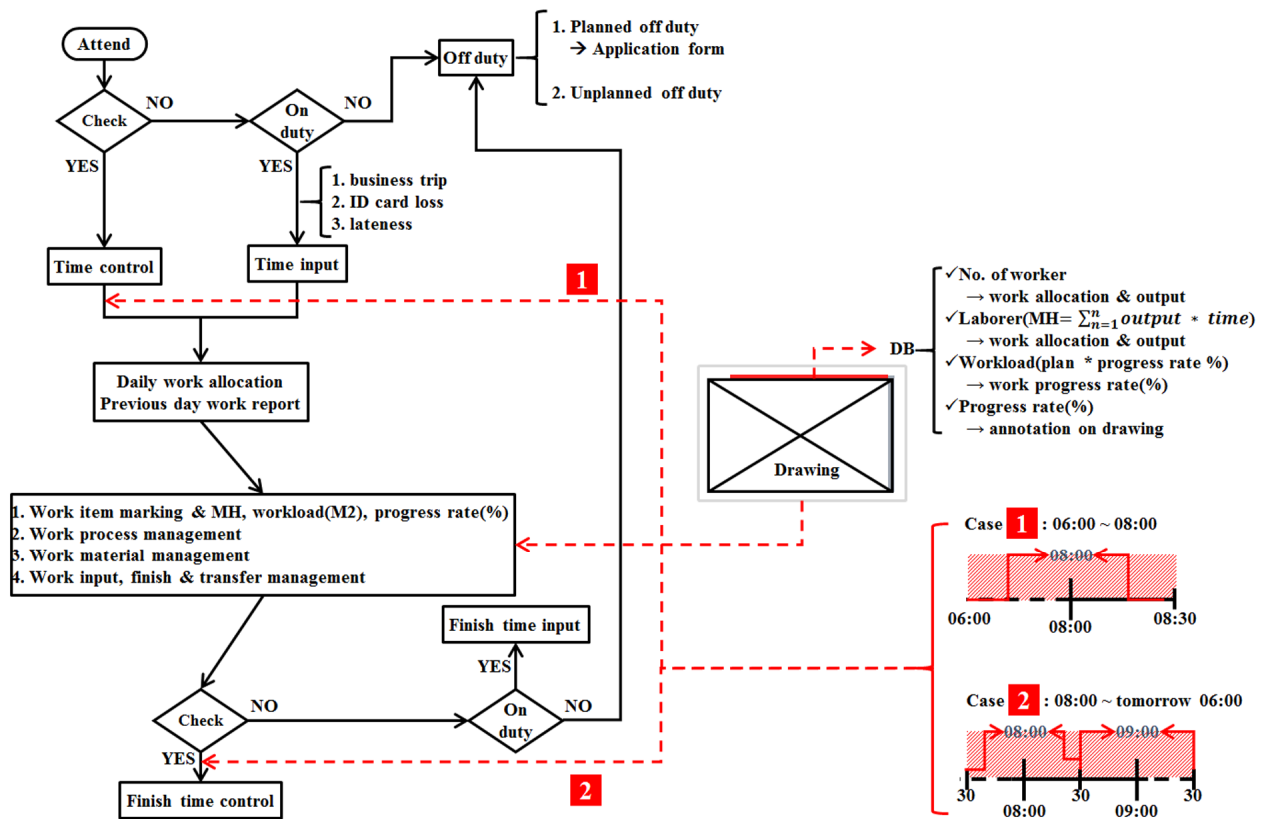 Attend
Check
NO
YES
On
duty
NO
YES
Off duty
1. Planned off duty
→ Application form
2. Unplanned off duty
1. business trip
2. ID card loss
3. lateness
Time control
Time input
1
Daily work allocation
Previous day work report
1. Work item marking & MH, workload(M2), progress rate(%)
2. Work process management
3. Work material management
4. Work input, finish & transfer management
Drawing
DB
✓No. of worker
→ work allocation & output
✓Laborer(MH= ∑ⁿₙ₌₁ output * time)
→ work allocation & output
✓Workload(plan * progress rate %)
→ work progress rate(%)
✓Progress rate(%)
→ annotation on drawing
Finish time input
YES
Check
NO
YES
On
duty
NO
Finish time control
2
Case 1 : 06:00 ~ 08:00
08:00
06:00
08:00
08:30
Case 2 : 08:00 ~ tomorrow 06:00
08:00
09:00
30
08:00
30
09:00
30